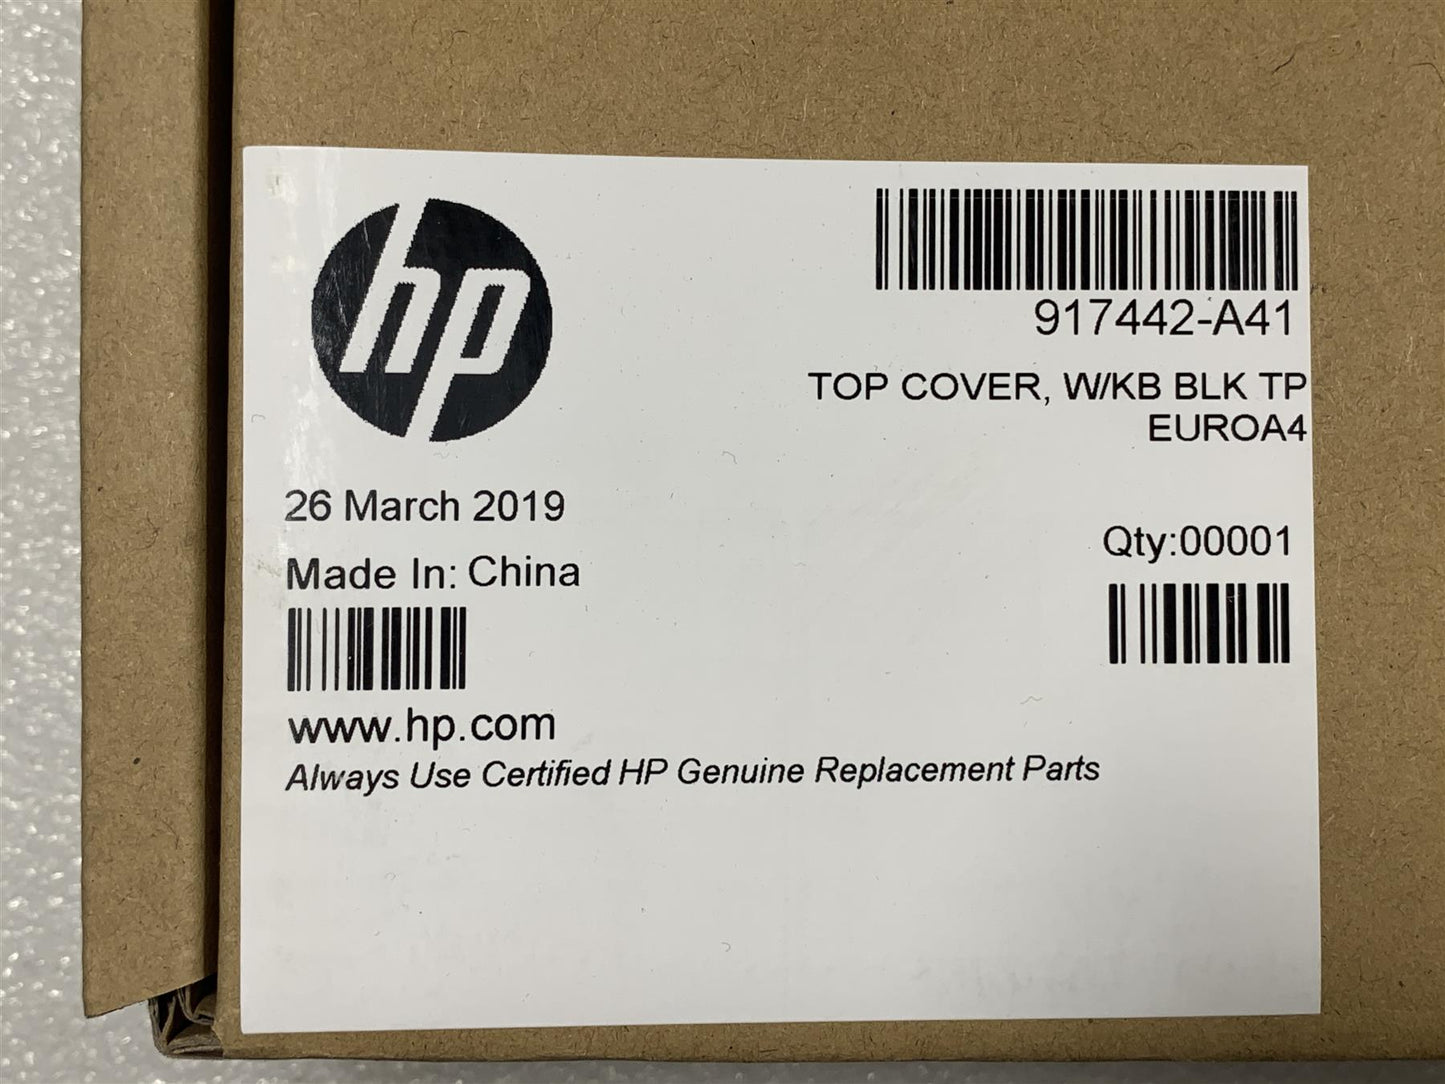 hp
917442-A41
TOP COVER, W/KB BLK TP
EUROA4
26 March 2019
Qty:00001
Made In: China
www.hp.com
Always Use Certified HP Genuine Replacement Parts